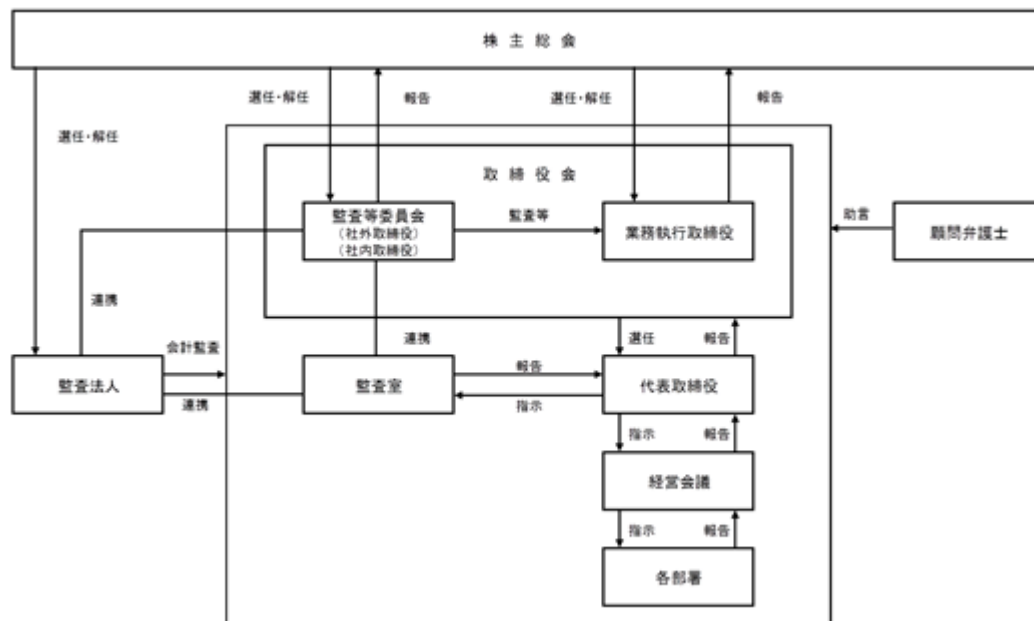 株主総会
選任・解任
報告
選任・解任
報告
選任・解任
取締役会
監査等委員会
（社外取締役）
（社内取締役）
監査等
業務執行取締役
助言
顧問弁護士
連携
会計監査
連携
選任
報告
監査法人
監査室
報告
代表取締役
連携
指示
指示
報告
経営会議
指示
報告
各部署